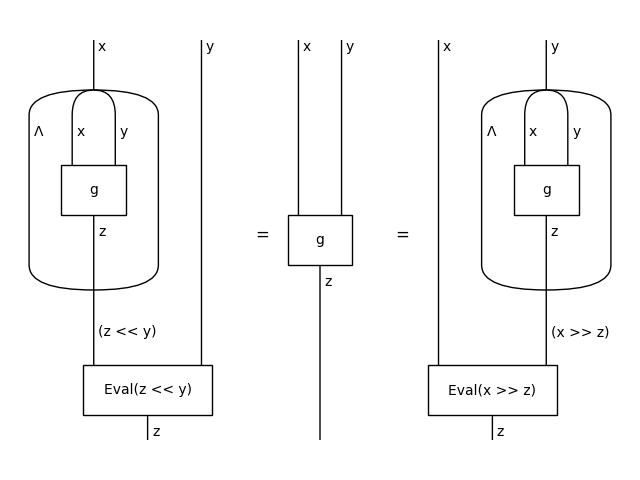 x y x y x y
Λ x y Λ x y
g g
z = g = z
z
(z << y) (x >> z)
Eval(z << y) Eval(x >> z)
z z